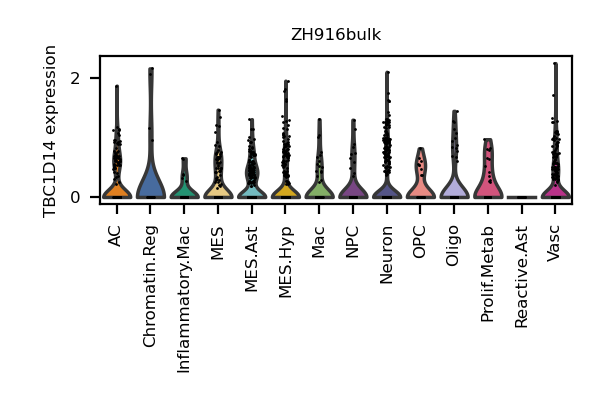 ZH916bulk
TBC1D14 expression
2
0
AC
Chromatin.Reg
Inflammatory.Mac
MES
MES.Ast
MES.Hyp
Mac
NPC
Neuron
OPC
Oligo
Prolif.Metab
Reactive.Ast
Vasc